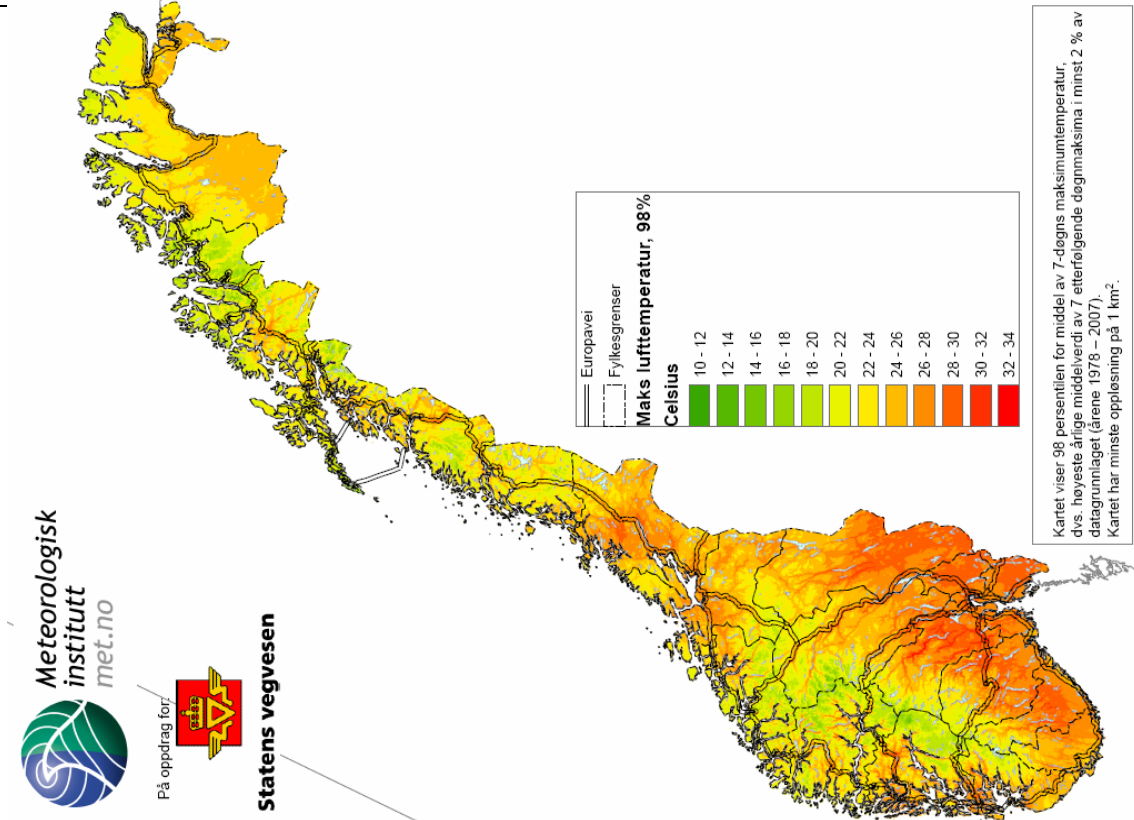 Meteorologisk
institutt
met.no
På oppdrag for:
Statens vegvesen
Europavei
Fylkesgrenser
Maks lufttemperatur, 98%
Celsius
10 - 12
12 - 14
14 - 16
16 - 18
18 - 20
20 - 22
22 - 24
24 - 26
26 - 28
28 - 30
30 - 32
32 - 34
Kartet viser 98 persentilen for middel av 7-døgns maksimumtemperatur,
dvs. høyeste årlige middelverdi av 7 etterfølgende døgnmaksima i minst 2 % av
datagrunnlaget (årene 1978 – 2007).
Kartet har minste oppløsning på 1 km².